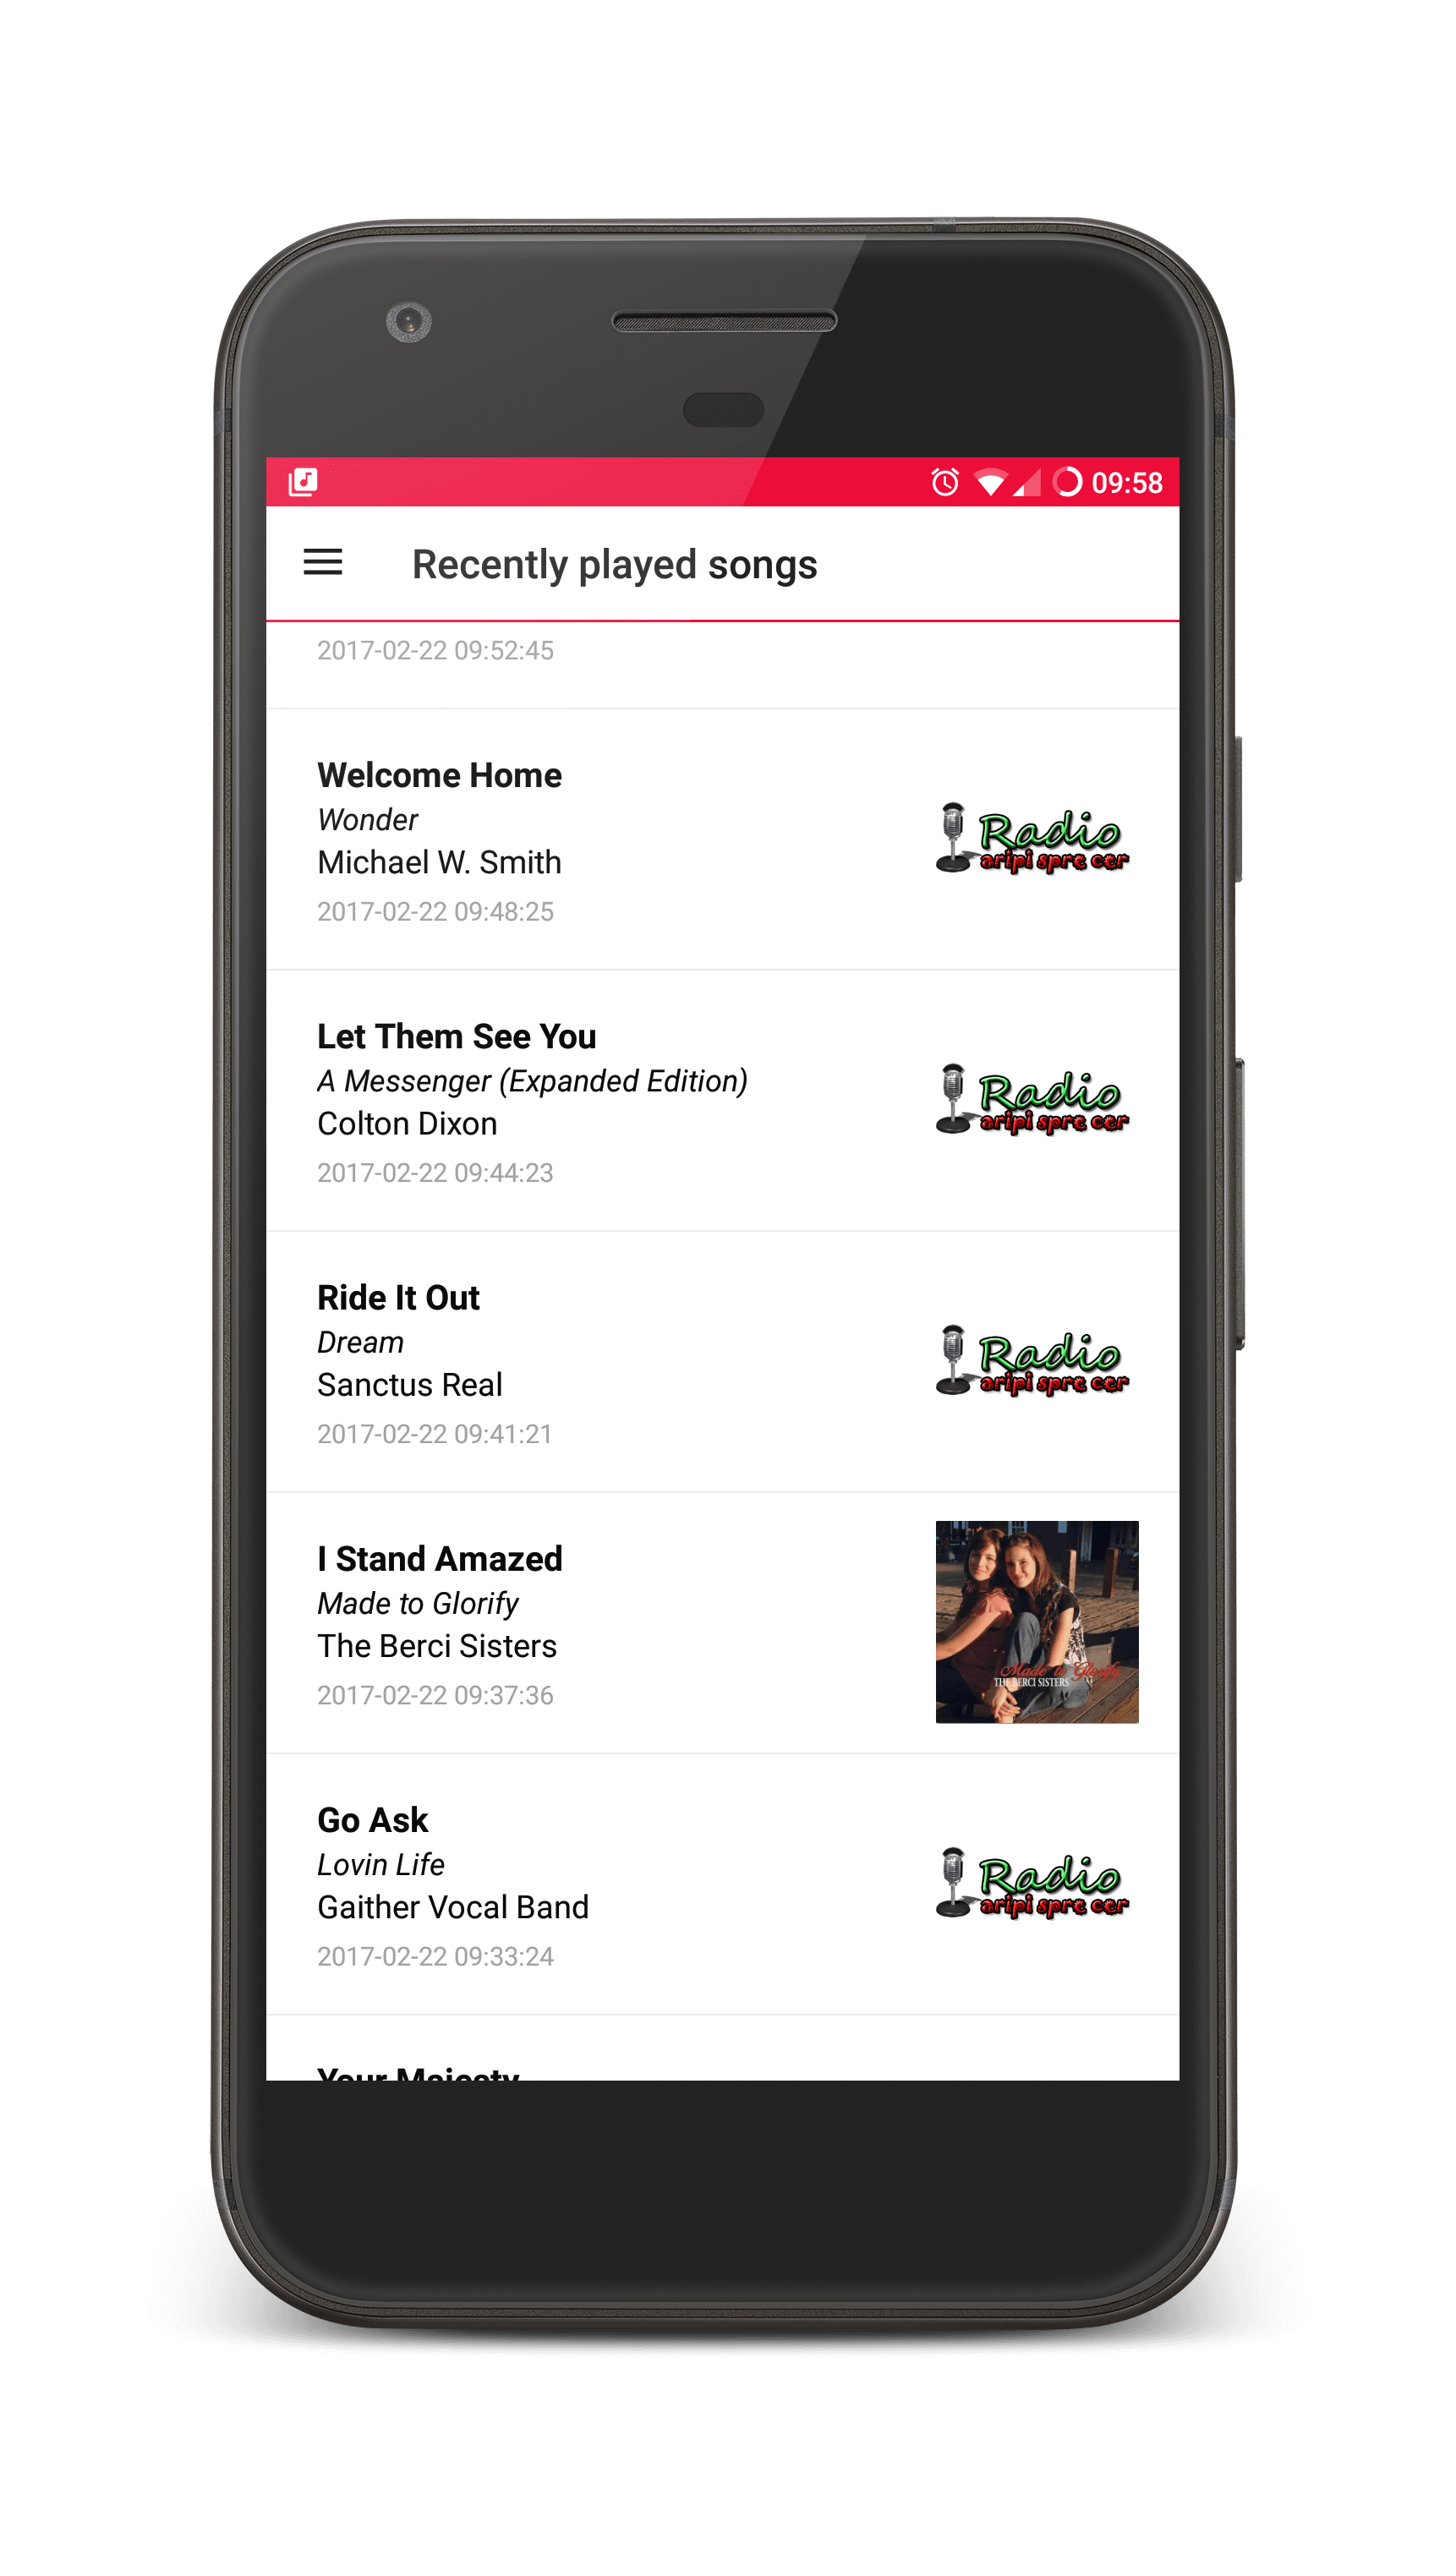 09:58
Recently played songs
2017-02-22 09:52:45
Welcome Home
Wonder
Michael W. Smith
2017-02-22 09:48:25
Radio
aripi spre cer
Let Them See You
A Messenger (Expanded Edition)
Colton Dixon
2017-02-22 09:44:23
Radio
aripi spre cer
Ride It Out
Dream
Sanctus Real
2017-02-22 09:41:21
Radio
aripi spre cer
I Stand Amazed
Made to Glorify
The Berci Sisters
2017-02-22 09:37:36
Made to Glorify
THE BERCI SISTERS
Go Ask
Lovin Life
Gaither Vocal Band
2017-02-22 09:33:24
Radio
aripi spre cer
Your Majesty